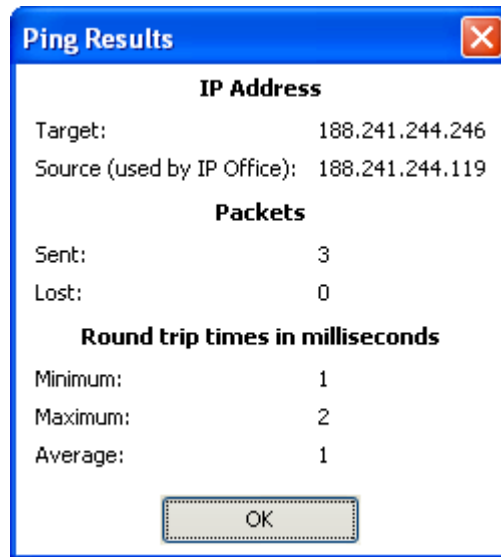 Ping Results
IP Address
Target: 188.241.244.246
Source (used by IP Office): 188.241.244.119
Packets
Sent: 3
Lost: 0
Round trip times in milliseconds
Minimum: 1
Maximum: 2
Average: 1
OK